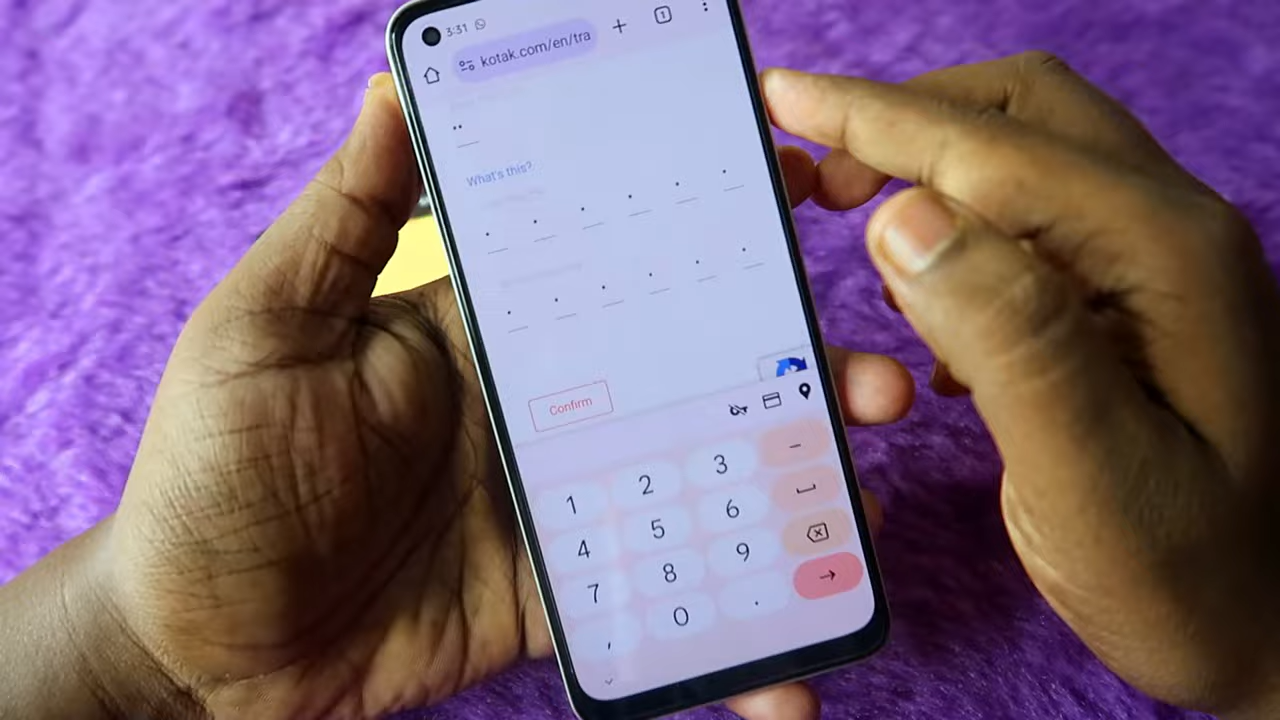 3:31
kotak.com/en/tra
1
What's this?
Confirm
1 2 3 -
4 5 6
7 8 9
, 0 . →